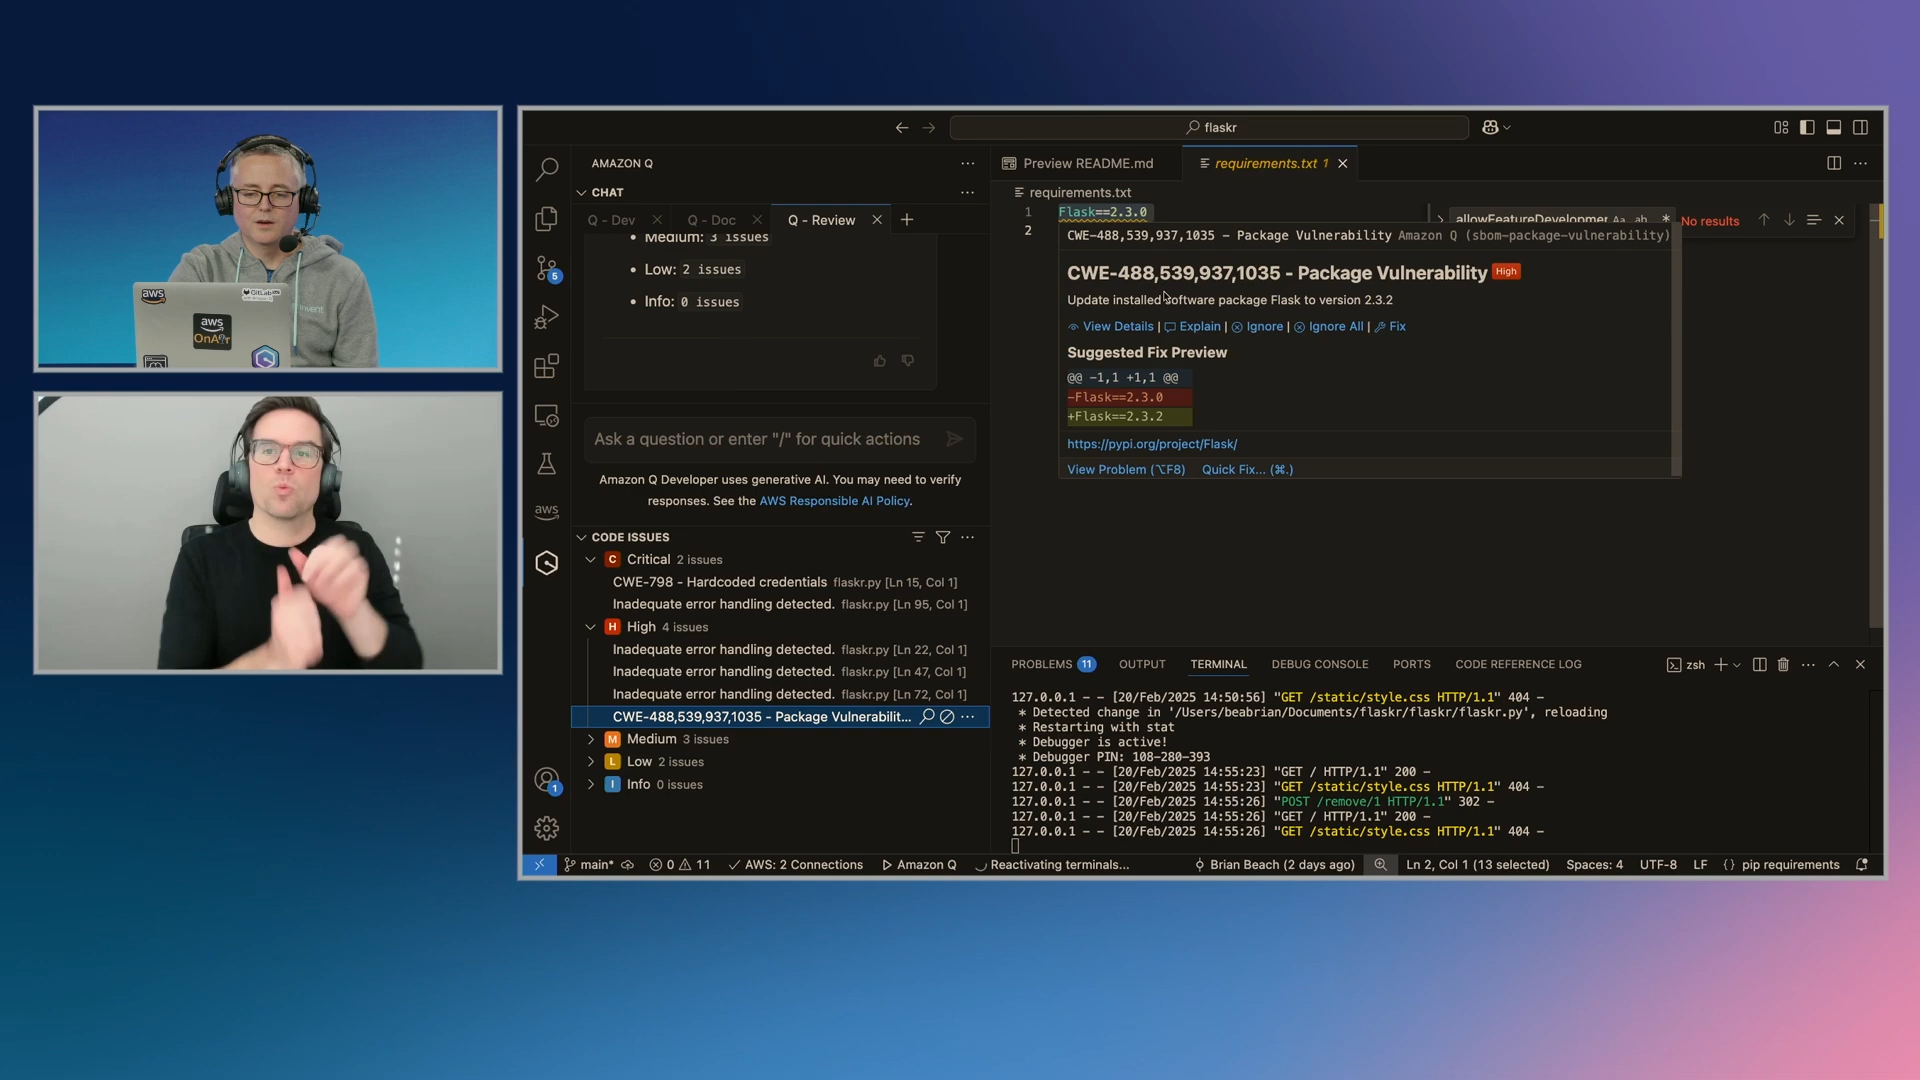 aws
GitLab
aws
OnAir
flaskr
AMAZON Q
CHAT
Q - Dev
Q - Doc
Q - Review
Medium: 3 issues
Low: 2 issues
Info: 0 issues
Ask a question or enter "/" for quick actions
Amazon Q Developer uses generative AI. You may need to verify
responses. See the AWS Responsible AI Policy.
CODE ISSUES
C Critical 2 issues
CWE-798 - Hardcoded credentials flaskr.py [Ln 15, Col 1]
Inadequate error handling detected. flaskr.py [Ln 95, Col 1]
H High 4 issues
Inadequate error handling detected. flaskr.py [Ln 22, Col 1]
Inadequate error handling detected. flaskr.py [Ln 47, Col 1]
Inadequate error handling detected. flaskr.py [Ln 72, Col 1]
CWE-488,539,937,1035 - Package Vulnerabilit...
M Medium 3 issues
L Low 2 issues
I Info 0 issues
5
aws
1
Preview README.md
requirements.txt 1
requirements.txt
1 Flask==2.3.0
2
allowFeatureDevelopmer Aa ab *
No results
CWE-488,539,937,1035 - Package Vulnerability Amazon Q (sbom-package-vulnerability)
CWE-488,539,937,1035 - Package Vulnerability High
Update installed software package Flask to version 2.3.2
View Details | Explain | Ignore | Ignore All | Fix
Suggested Fix Preview
@@ -1,1 +1,1 @@
-Flask==2.3.0
+Flask==2.3.2
https://pypi.org/project/Flask/
View Problem (⌥F8) Quick Fix... (⌘.)
PROBLEMS 11 OUTPUT TERMINAL DEBUG CONSOLE PORTS CODE REFERENCE LOG
zsh
127.0.0.1 - - [20/Feb/2025 14:50:56] "GET /static/style.css HTTP/1.1" 404 -
* Detected change in '/Users/beabrian/Documents/flaskr/flaskr.py', reloading
* Restarting with stat
* Debugger is active!
* Debugger PIN: 108-280-393
127.0.0.1 - - [20/Feb/2025 14:55:23] "GET / HTTP/1.1" 200 -
127.0.0.1 - - [20/Feb/2025 14:55:23] "GET /static/style.css HTTP/1.1" 404 -
127.0.0.1 - - [20/Feb/2025 14:55:26] "POST /remove/1 HTTP/1.1" 302 -
127.0.0.1 - - [20/Feb/2025 14:55:26] "GET / HTTP/1.1" 200 -
127.0.0.1 - - [20/Feb/2025 14:55:26] "GET /static/style.css HTTP/1.1" 404 -
main* 0 11 AWS: 2 Connections Amazon Q Reactivating terminals... Brian Beach (2 days ago) Ln 2, Col 1 (13 selected) Spaces: 4 UTF-8 LF {} pip requirements